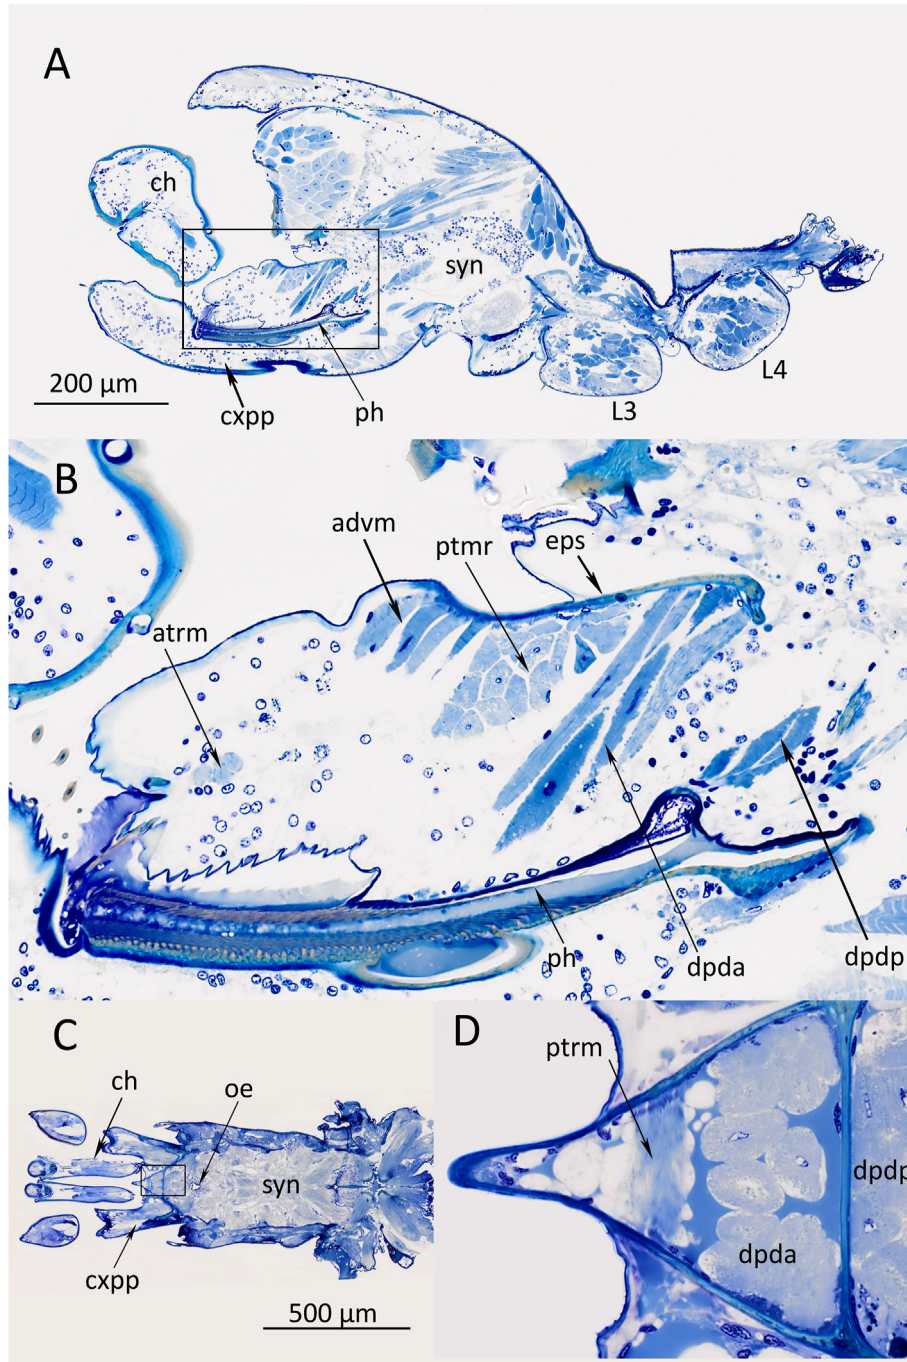 A
ch
syn
200 µm
cxpp
ph
L3
L4
B
advm
ptmr
eps
atrm
ph
dpda
dpdp
C
D
ptrm
ch
oe
syn
dpdp
cxpp
dpda
500 µm